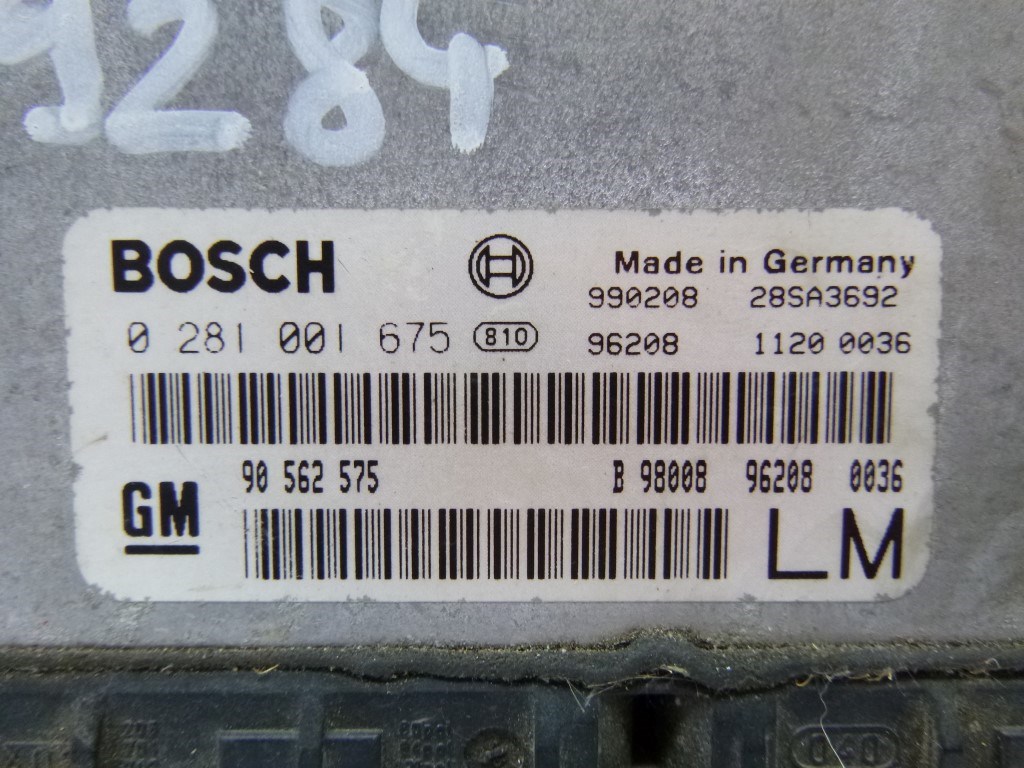 9284
BOSCH
Made in Germany
990208 28SA3692
0 281 001 675 810
96208 1120 0036
90 562 575 B 98008 96208 0036
GM
LM